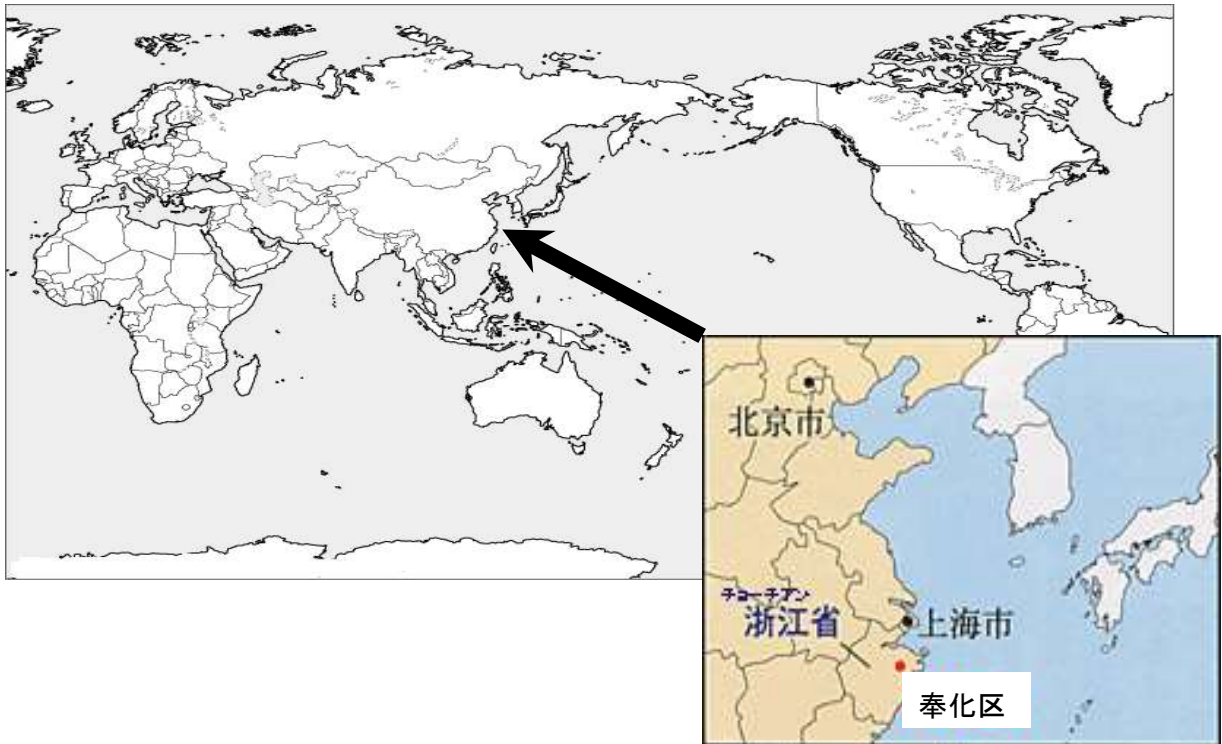 北京市
チョーチアン
浙江省
上海市
奉化区